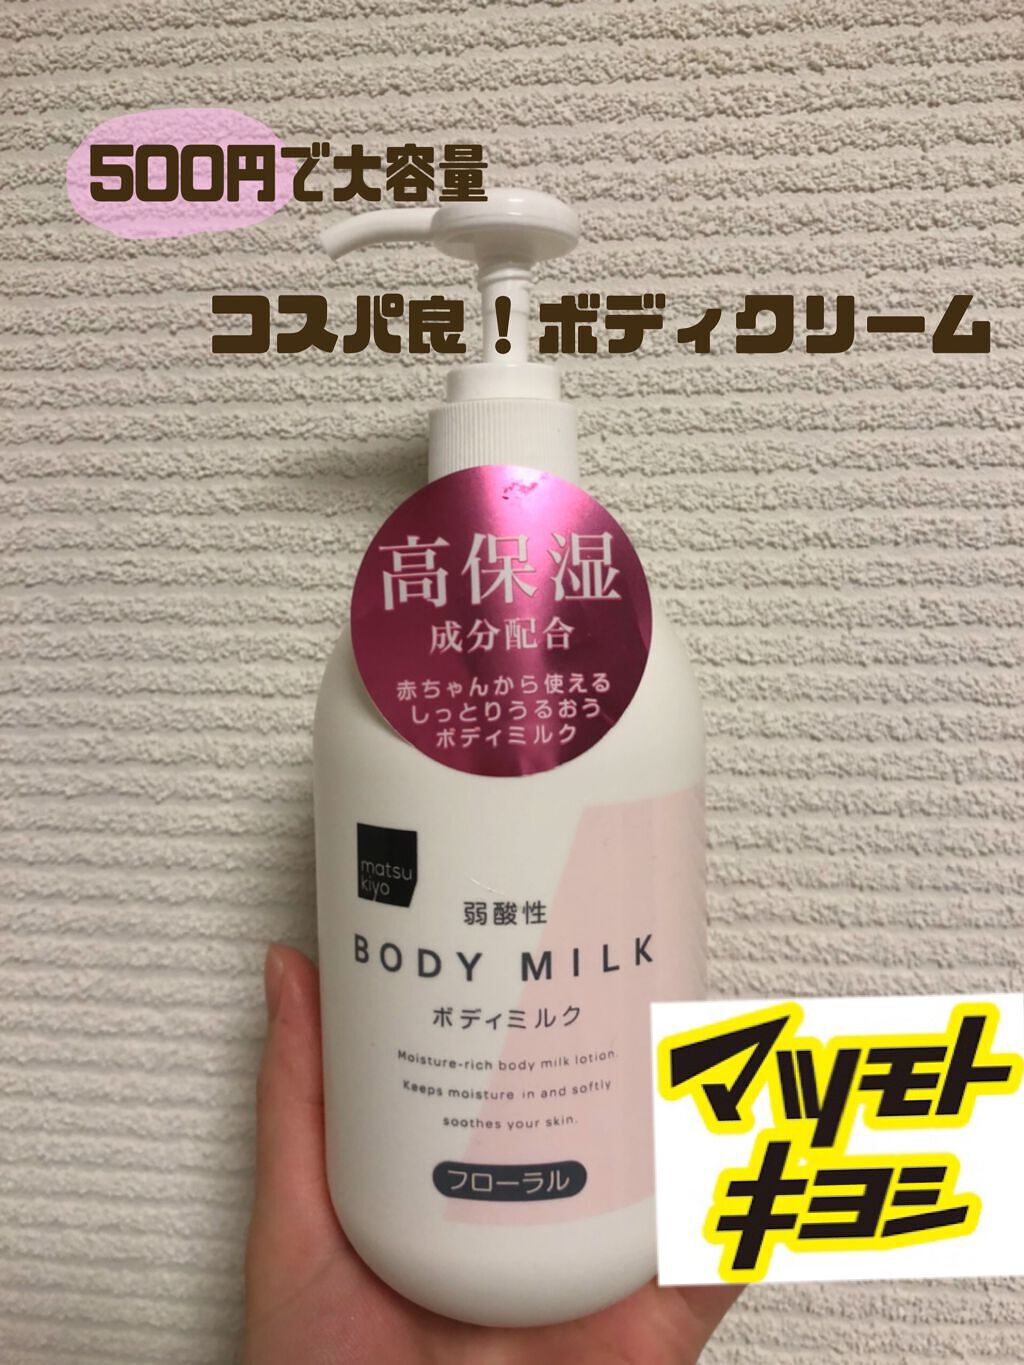 500円で大容量
コスパ良！ボディクリーム
高保湿
成分配合
赤ちゃんから使える
しっとりうるおう
ボディミルク
matsu
kiyo
弱酸性
BODY MILK
ボディミルク
Moisture-rich body milk lotion.
Keeps moisture in and softly
soothes your skin.
フローラル
マツモト
キヨシ